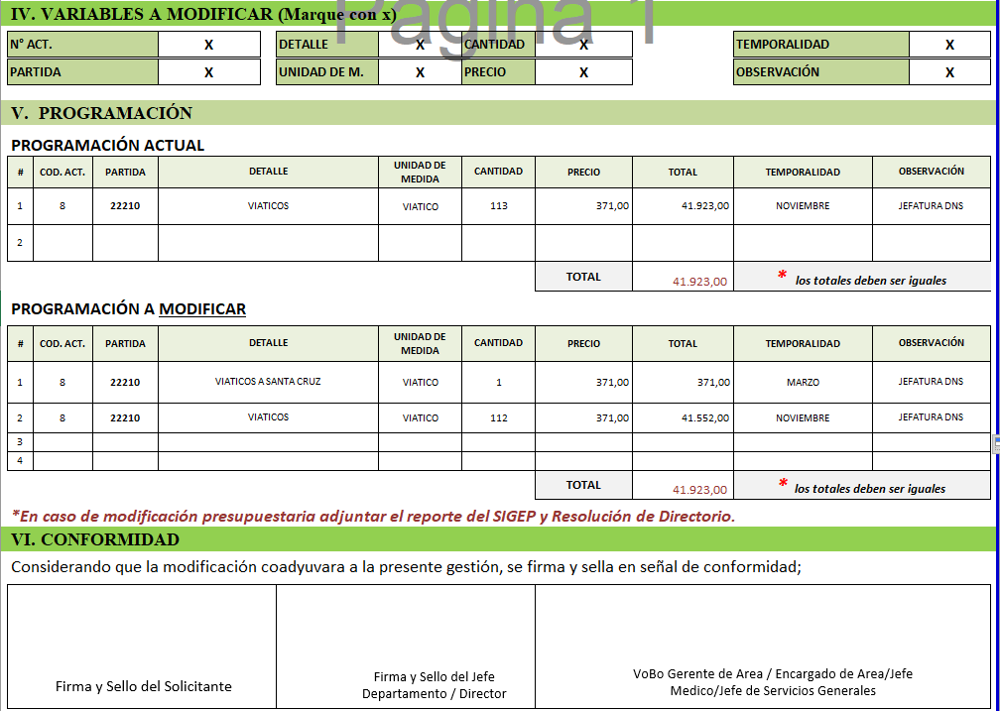 Página 1
IV. VARIABLES A MODIFICAR (Marque con x)
N° ACT. X DETALLE X CANTIDAD X TEMPORALIDAD X
PARTIDA X UNIDAD DE M. X PRECIO X OBSERVACIÓN X
V. PROGRAMACIÓN
PROGRAMACIÓN ACTUAL
# COD. ACT. PARTIDA DETALLE UNIDAD DE MEDIDA CANTIDAD PRECIO TOTAL TEMPORALIDAD OBSERVACIÓN
1 8 22210 VIATICOS VIATICO 113 371,00 41.923,00 NOVIEMBRE JEFATURA DNS
2
TOTAL 41.923,00 * los totales deben ser iguales
PROGRAMACIÓN A MODIFICAR
# COD. ACT. PARTIDA DETALLE UNIDAD DE MEDIDA CANTIDAD PRECIO TOTAL TEMPORALIDAD OBSERVACIÓN
1 8 22210 VIATICOS A SANTA CRUZ VIATICO 1 371,00 371,00 MARZO JEFATURA DNS
2 8 22210 VIATICOS VIATICO 112 371,00 41.552,00 NOVIEMBRE JEFATURA DNS
3
4
TOTAL 41.923,00 * los totales deben ser iguales
*En caso de modificación presupuestaria adjuntar el reporte del SIGEP y Resolución de Directorio.
VI. CONFORMIDAD
Considerando que la modificación coadyuvara a la presente gestión, se firma y sella en señal de conformidad;
Firma y Sello del Solicitante
Firma y Sello del Jefe
Departamento / Director
VoBo Gerente de Area / Encargado de Area/Jefe
Medico/Jefe de Servicios Generales